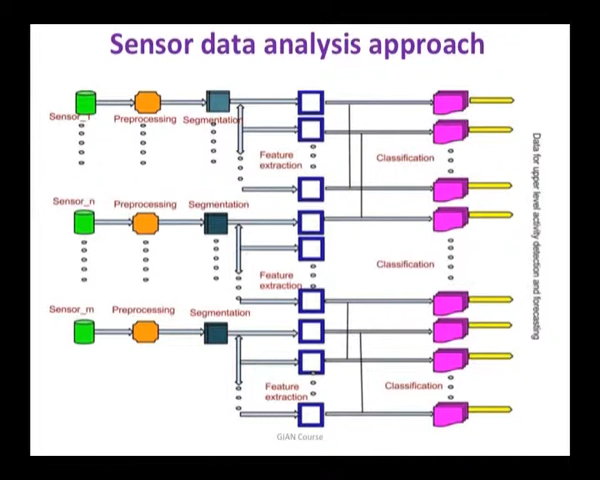 Sensor data analysis approach
Sensor_1
Preprocessing
Segmentation
Feature
extraction
Classification
Sensor_n
Preprocessing
Segmentation
Feature
extraction
Classification
Sensor_m
Preprocessing
Segmentation
Feature
extraction
Classification
Data for upper level activity detection and forecasting
GIAN Course